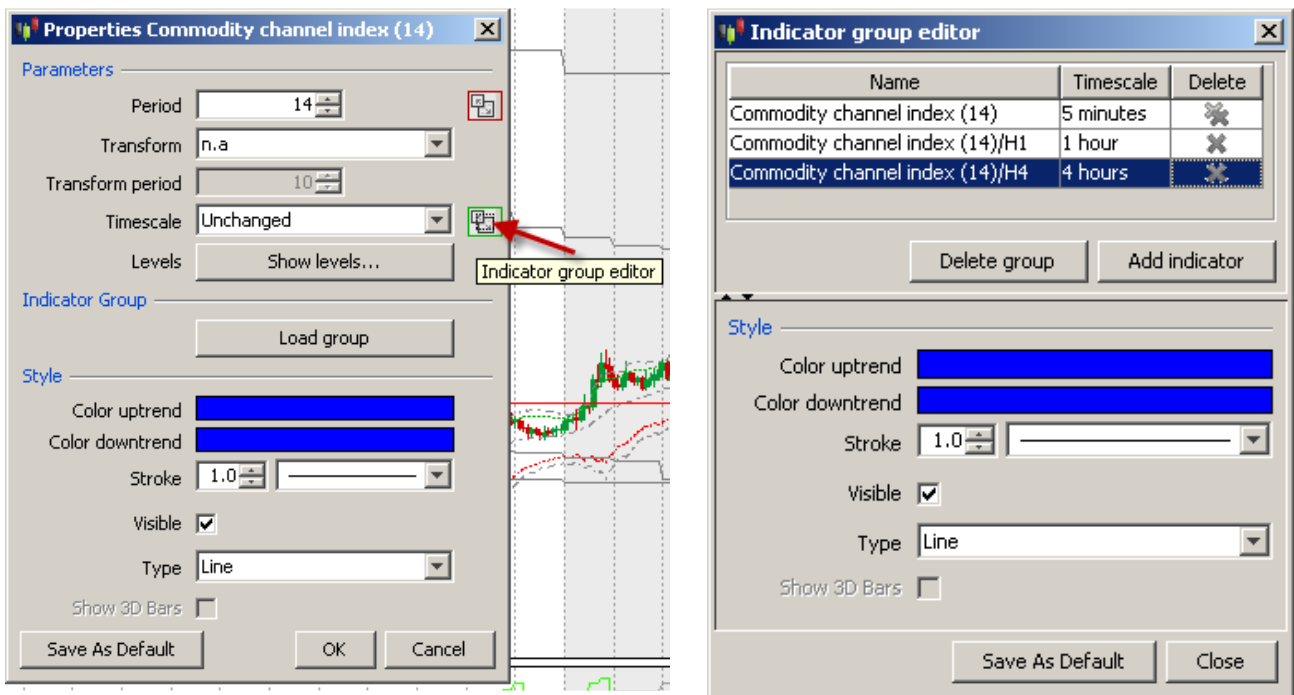 Properties Commodity channel index (14)
Parameters
Period 14
Transform n.a
Transform period 10
Timescale Unchanged
Levels Show levels...
Indicator group editor
Indicator Group
Load group
Style
Color uptrend
Color downtrend
Stroke 1.0
Visible
Type Line
Show 3D Bars
Save As Default OK Cancel
Indicator group editor
Name Timescale Delete
Commodity channel index (14) 5 minutes
Commodity channel index (14)/H1 1 hour
Commodity channel index (14)/H4 4 hours
Delete group Add indicator
Style
Color uptrend
Color downtrend
Stroke 1.0
Visible
Type Line
Show 3D Bars
Save As Default Close